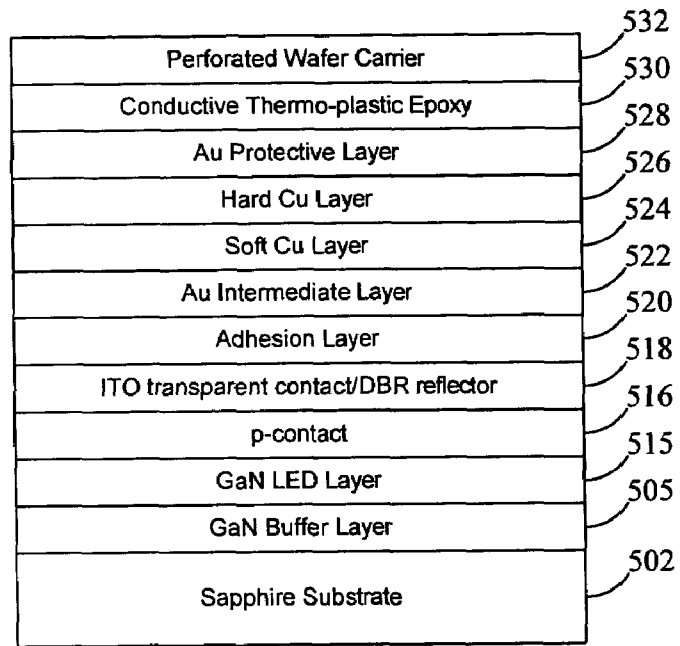 532
Perforated Wafer Carrier
530
Conductive Thermo-plastic Epoxy
528
Au Protective Layer
526
Hard Cu Layer
524
Soft Cu Layer
522
Au Intermediate Layer
520
Adhesion Layer
518
ITO transparent contact/DBR reflector
516
p-contact
515
GaN LED Layer
505
GaN Buffer Layer
502
Sapphire Substrate